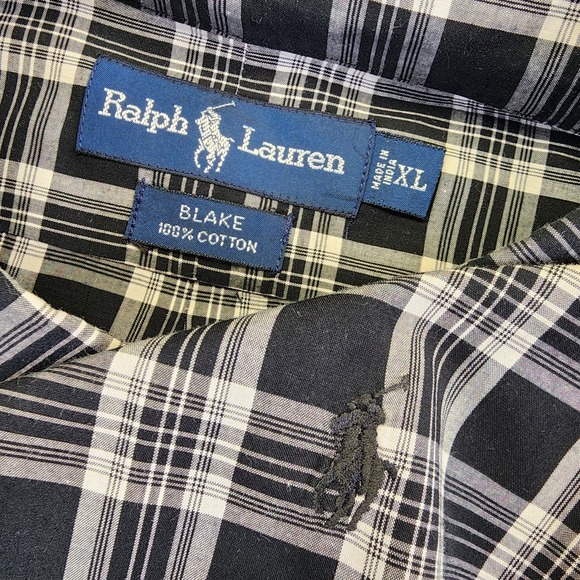 Ralph Lauren
MADE IN
INDIA
XL
BLAKE
100% COTTON